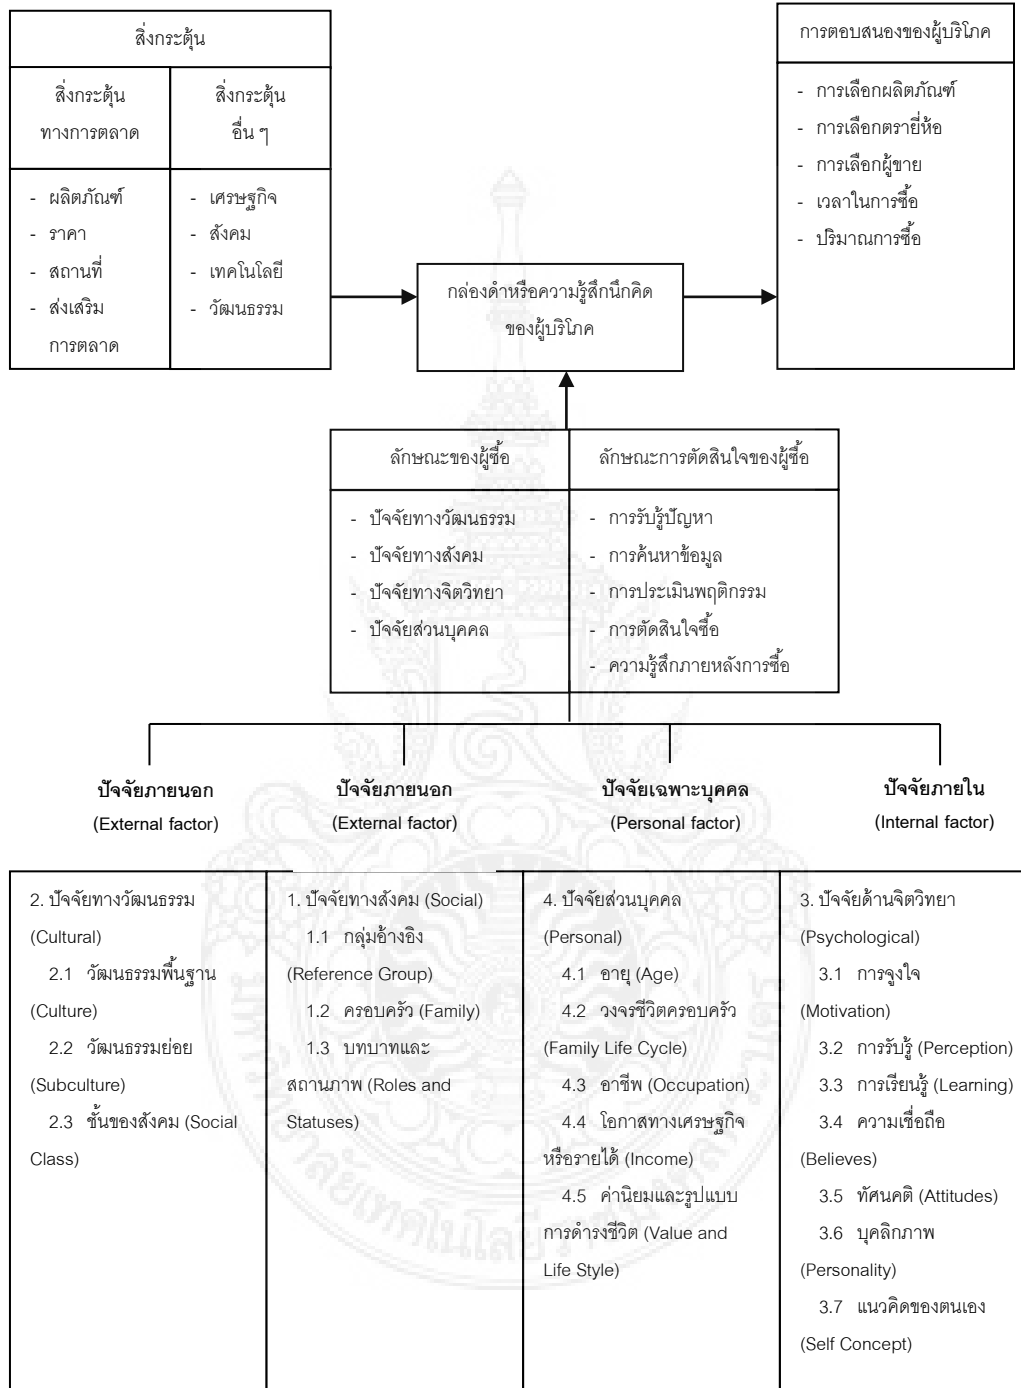 สิ่งกระตุ้น
สิ่งกระตุ้น
ทางการตลาด
สิ่งกระตุ้น
อื่น ๆ
- ผลิตภัณฑ์
- ราคา
- สถานที่
- ส่งเสริม
การตลาด
- เศรษฐกิจ
- สังคม
- เทคโนโลยี
- วัฒนธรรม
กล่องดำหรือความรู้สึกนึกคิด
ของผู้บริโภค
การตอบสนองของผู้บริโภค
- การเลือกผลิตภัณฑ์
- การเลือกตรายี่ห้อ
- การเลือกผู้ขาย
- เวลาในการซื้อ
- ปริมาณการซื้อ
ลักษณะของผู้ซื้อ
- ปัจจัยทางวัฒนธรรม
- ปัจจัยทางสังคม
- ปัจจัยทางจิตวิทยา
- ปัจจัยส่วนบุคคล
ลักษณะการตัดสินใจของผู้ซื้อ
- การรับรู้ปัญหา
- การค้นหาข้อมูล
- การประเมินพฤติกรรม
- การตัดสินใจซื้อ
- ความรู้สึกภายหลังการซื้อ
ปัจจัยภายนอก
(External factor)
ปัจจัยภายนอก
(External factor)
ปัจจัยเฉพาะบุคคล
(Personal factor)
ปัจจัยภายใน
(Internal factor)
2. ปัจจัยทางวัฒนธรรม
(Cultural)
2.1 วัฒนธรรมพื้นฐาน
(Culture)
2.2 วัฒนธรรมย่อย
(Subculture)
2.3 ชั้นของสังคม (Social
Class)
1. ปัจจัยทางสังคม (Social)
1.1 กลุ่มอ้างอิง
(Reference Group)
1.2 ครอบครัว (Family)
1.3 บทบาทและ
สถานภาพ (Roles and
Statuses)
4. ปัจจัยส่วนบุคคล
(Personal)
4.1 อายุ (Age)
4.2 วงจรชีวิตครอบครัว
(Family Life Cycle)
4.3 อาชีพ (Occupation)
4.4 โอกาสทางเศรษฐกิจ
หรือรายได้ (Income)
4.5 ค่านิยมและรูปแบบ
การดำรงชีวิต (Value and
Life Style)
3. ปัจจัยด้านจิตวิทยา
(Psychological)
3.1 การจูงใจ
(Motivation)
3.2 การรับรู้ (Perception)
3.3 การเรียนรู้ (Learning)
3.4 ความเชื่อถือ
(Believes)
3.5 ทัศนคติ (Attitudes)
3.6 บุคลิกภาพ
(Personality)
3.7 แนวคิดของตนเอง
(Self Concept)